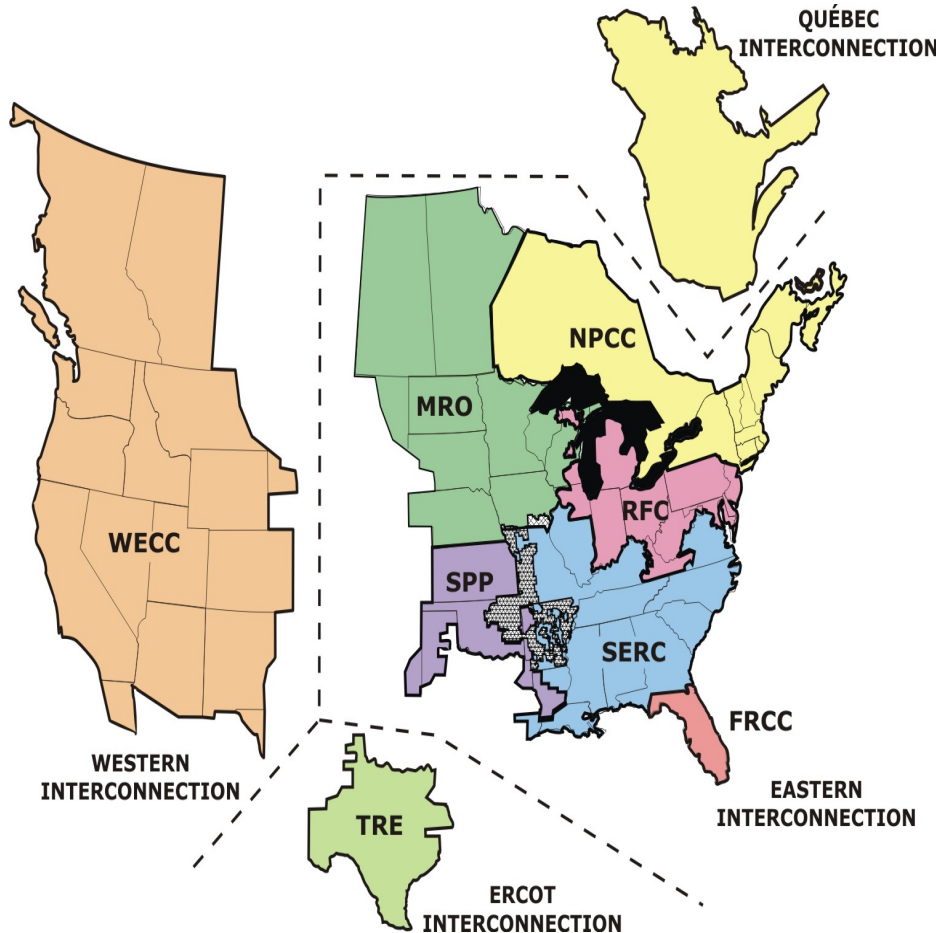 QUÉBEC
INTERCONNECTION
NPCC
MRO
RFC
WECC
SPP
SERC
FRCC
WESTERN
INTERCONNECTION
EASTERN
INTERCONNECTION
TRE
ERCOT
INTERCONNECTION